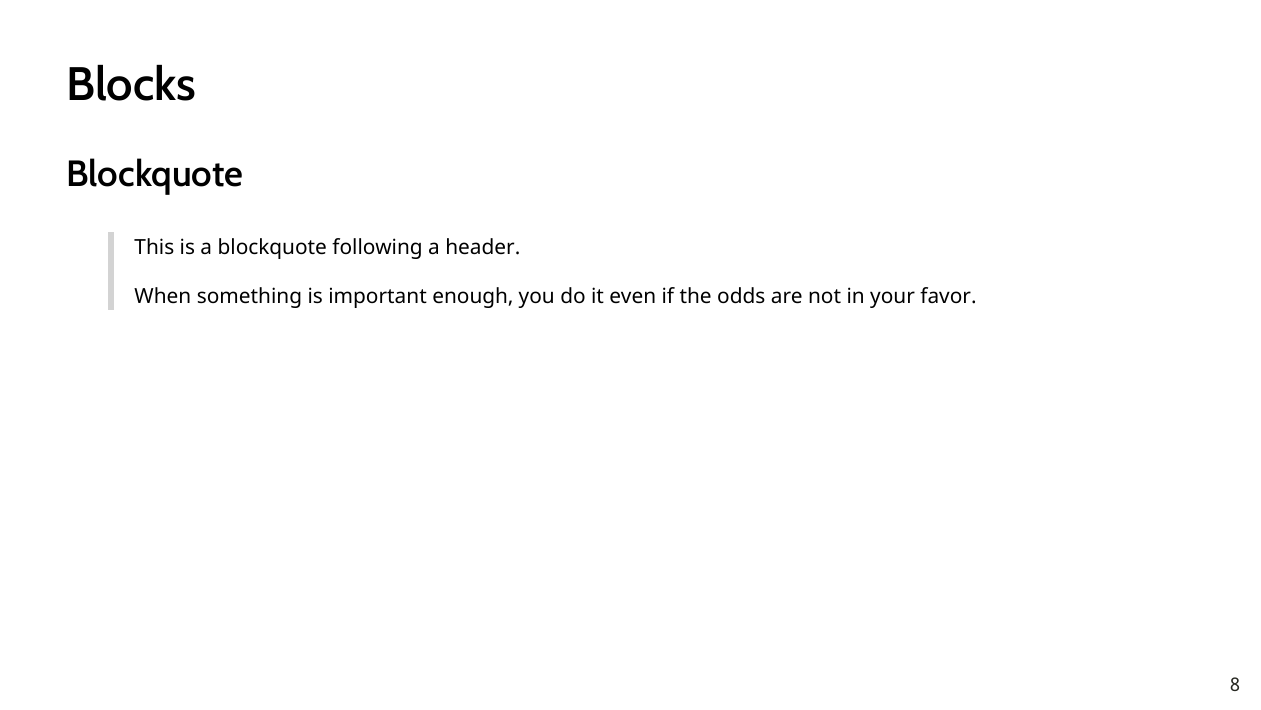 Blocks
Blockquote
This is a blockquote following a header.
When something is important enough, you do it even if the odds are not in your favor.
8